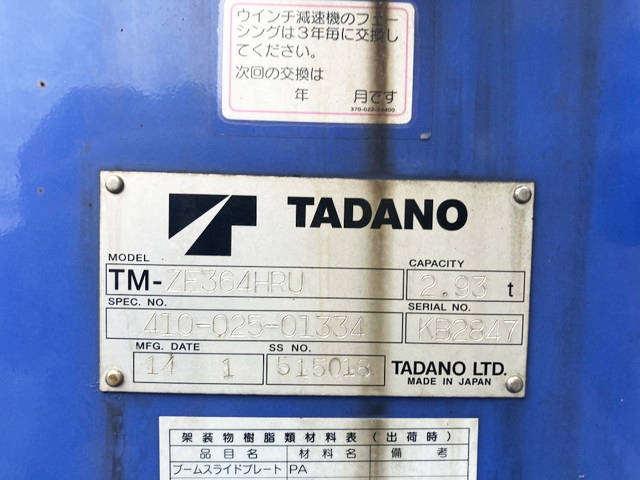 ウインチ減速機のフェー
シングは3年毎に交換し
てください。
次回の交換は
年 月です
TADANO
MODEL
TM-ZE364HRU
CAPACITY
2.93 t
SPEC. NO.
410-025-01334
SERIAL NO.
KB2847
MFG. DATE
14 1
SS NO.
515018
TADANO LTD.
MADE IN JAPAN
架装物樹脂類材料表(出荷時)
品目名 材料名 備考
ブームスライドプレート PA